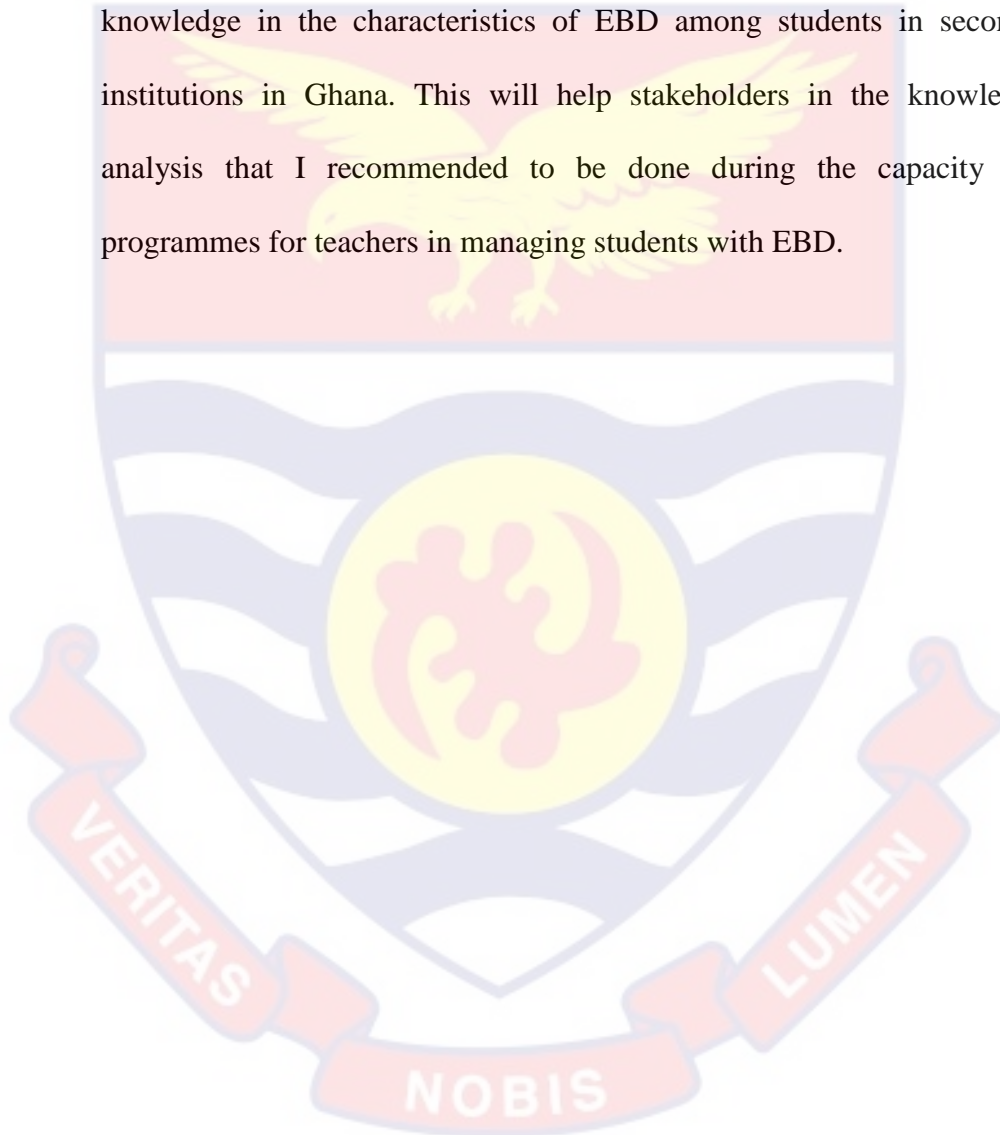 knowledge in the characteristics of EBD among students in secon
institutions in Ghana. This will help stakeholders in the knowle
analysis that I recommended to be done during the capacity
programmes for teachers in managing students with EBD.
VERITAS
NOBIS
LUMEN